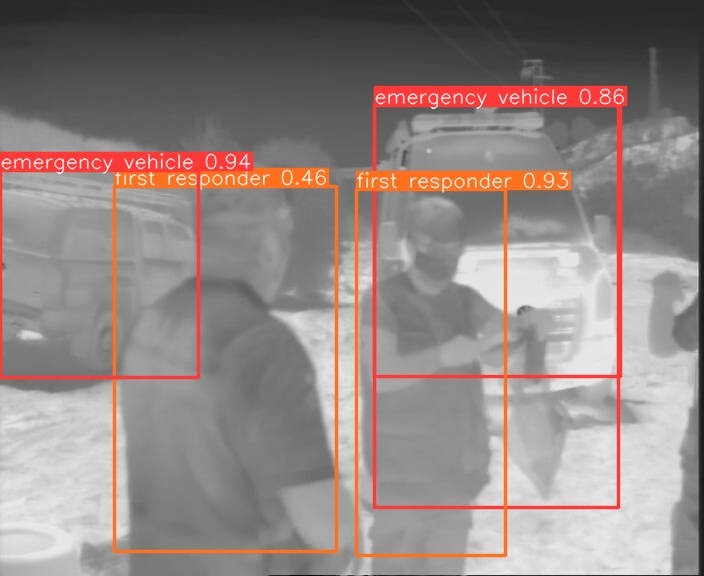 emergency vehicle 0.86
emergency vehicle 0.94
first responder 0.46
first responder 0.93